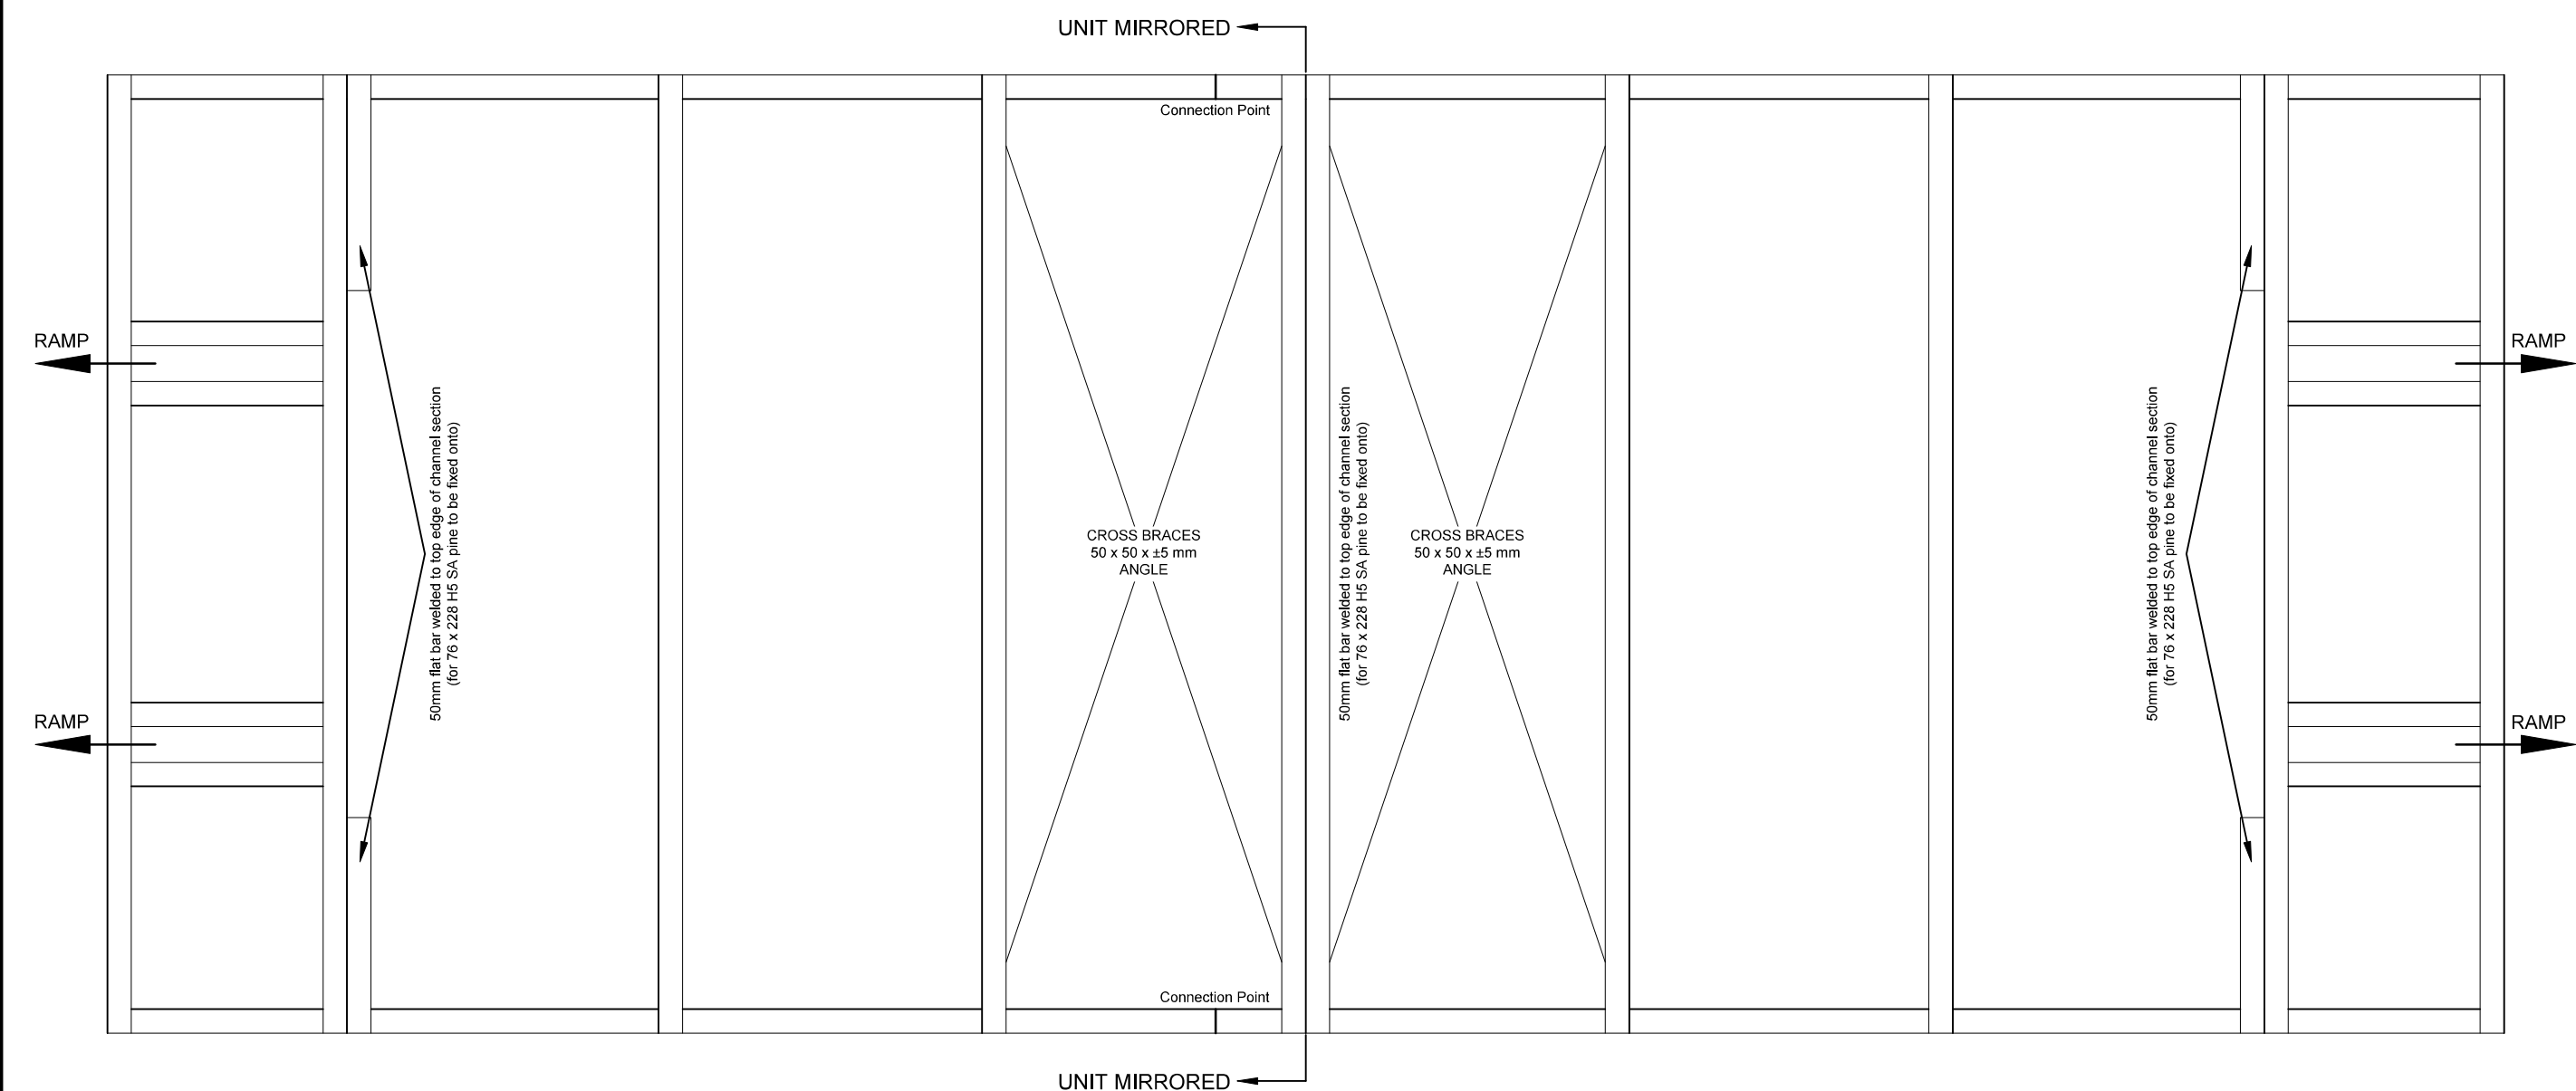 UNIT MIRRORED
Connection Point
RAMP
RAMP
50mm flat bar welded to top edge of channel section
(for 76 x 228 H5 SA pine to be fixed onto)
CROSS BRACES
50 x 50 x ±5 mm
ANGLE
50mm flat bar welded to top edge of channel section
(for 76 x 228 H5 SA pine to be fixed onto)
CROSS BRACES
50 x 50 x ±5 mm
ANGLE
50mm flat bar welded to top edge of channel section
(for 76 x 228 H5 SA pine to be fixed onto)
RAMP
RAMP
Connection Point
UNIT MIRRORED